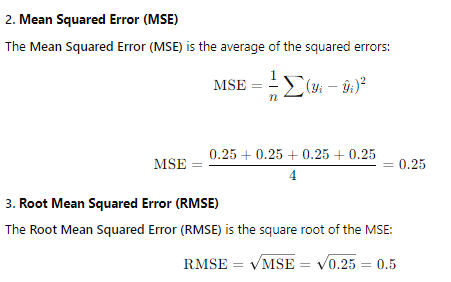 2. Mean Squared Error (MSE)
The Mean Squared Error (MSE) is the average of the squared errors:
MSE = 1/n ∑(yᵢ − ŷᵢ)²
MSE = (0.25 + 0.25 + 0.25 + 0.25)/4 = 0.25
3. Root Mean Squared Error (RMSE)
The Root Mean Squared Error (RMSE) is the square root of the MSE:
RMSE = √MSE = √0.25 = 0.5